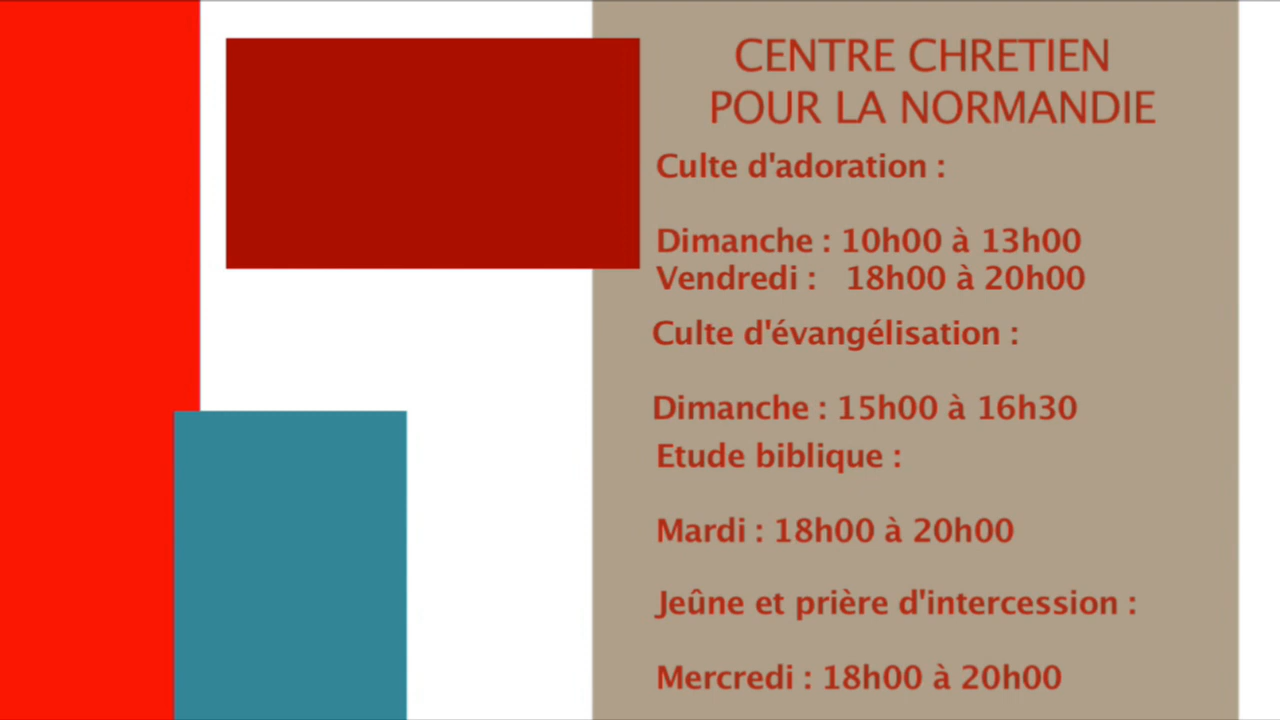 CENTRE CHRETIEN
POUR LA NORMANDIE
Culte d'adoration :
Dimanche : 10h00 à 13h00
Vendredi : 18h00 à 20h00
Culte d'évangélisation :
Dimanche : 15h00 à 16h30
Etude biblique :
Mardi : 18h00 à 20h00
Jeûne et prière d'intercession :
Mercredi : 18h00 à 20h00